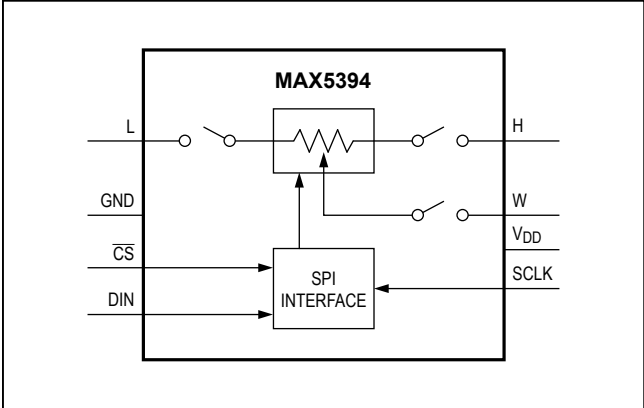 MAX5394
L
H
GND
W
VDD
CS
SCLK
DIN
SPI
INTERFACE